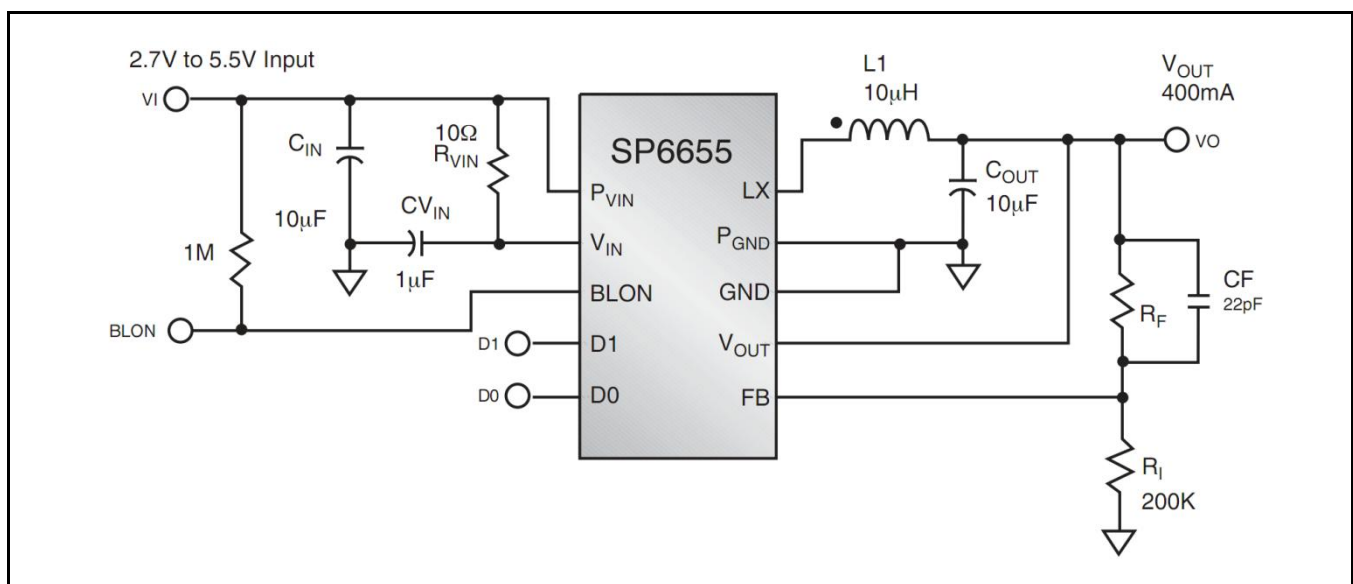 2.7V to 5.5V Input
VI
CIN
10µF
10Ω
RVIN
CVIN
1µF
1M
BLON
D1
D0
SP6655
PVIN
VIN
BLON
D1
D0
LX
PGND
GND
VOUT
FB
L1
10µH
COUT
10µF
VOUT
400mA
VO
RF
CF
22pF
RI
200K